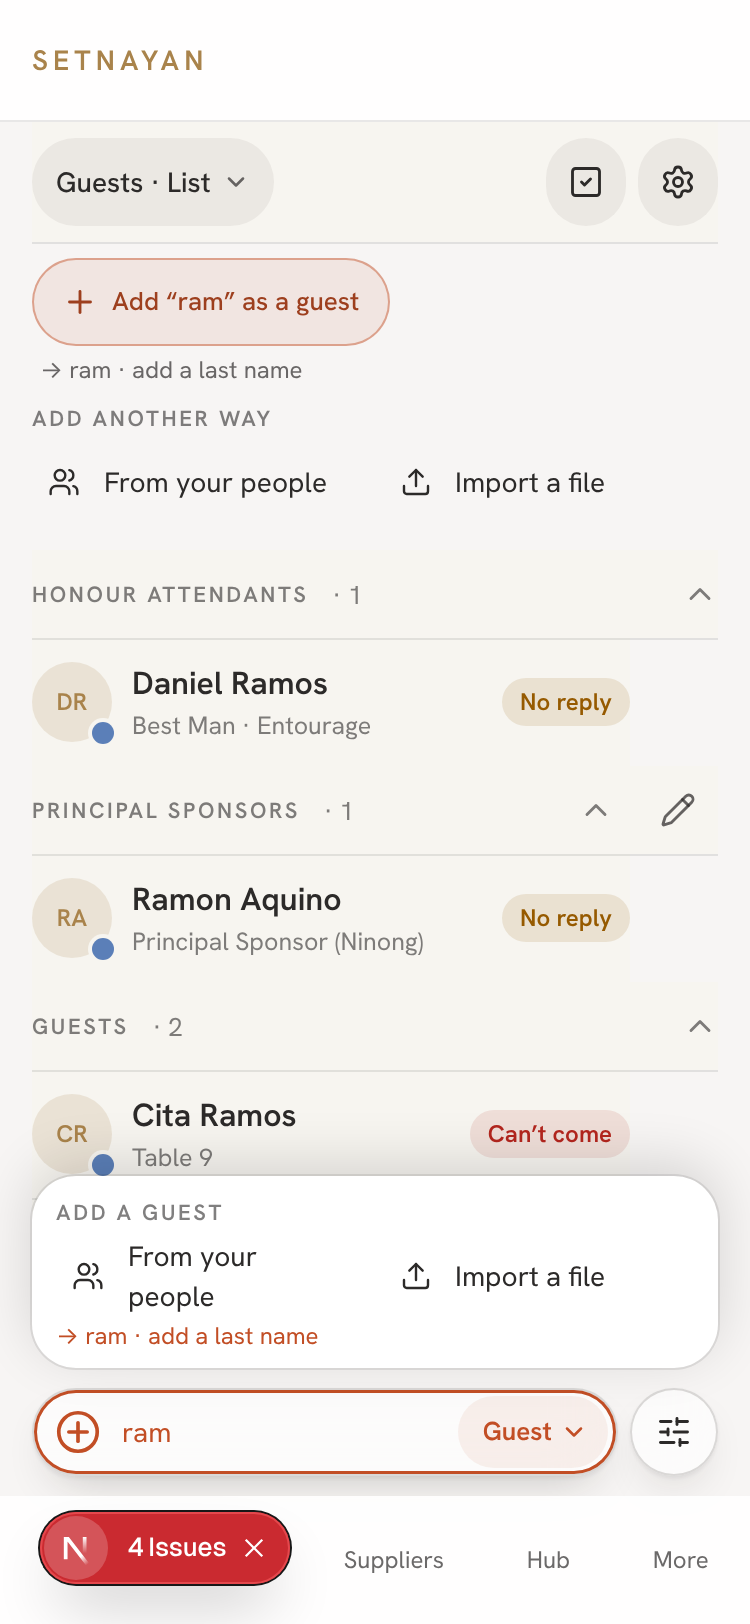 SETNAYAN
Guests · List
Add “ram” as a guest
→ ram · add a last name
ADD ANOTHER WAY
From your people
Import a file
HONOUR ATTENDANTS · 1
DR
Daniel Ramos
Best Man · Entourage
No reply
PRINCIPAL SPONSORS · 1
RA
Ramon Aquino
Principal Sponsor (Ninong)
No reply
GUESTS · 2
CR
Cita Ramos
Table 9
Can’t come
ADD A GUEST
From your
people
Import a file
→ ram · add a last name
ram
Guest
N
4 Issues
Suppliers
Hub
More